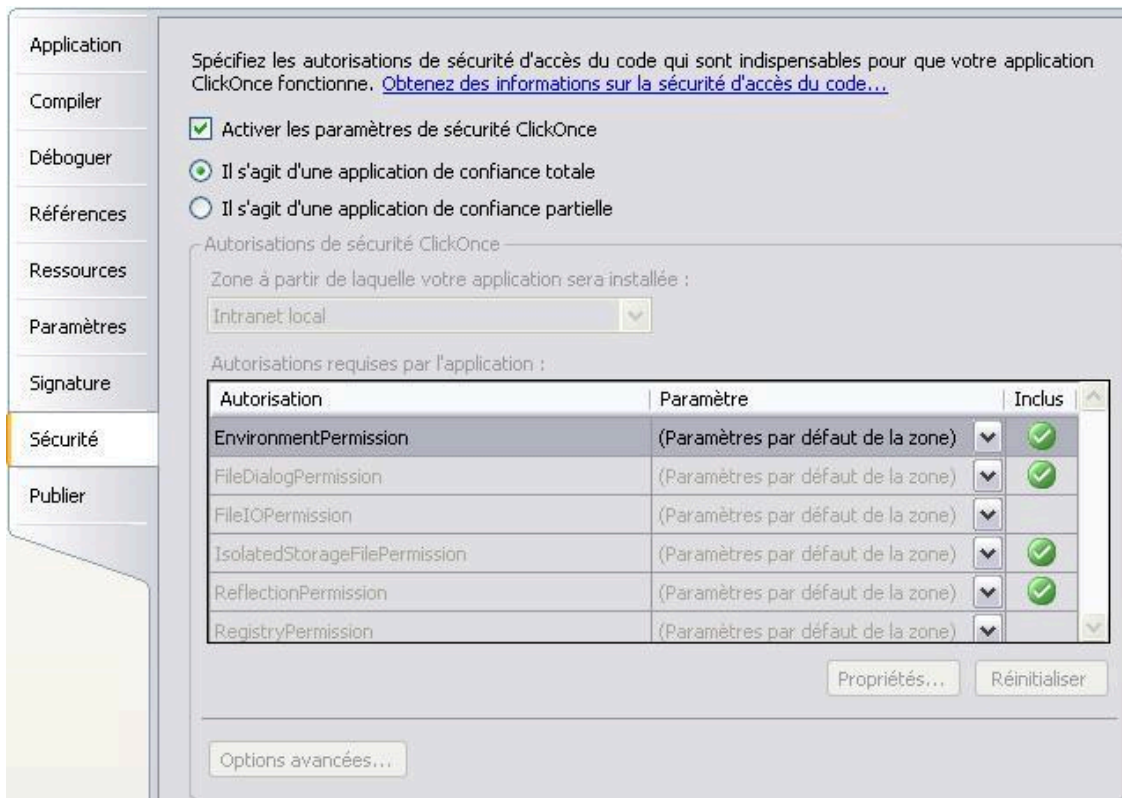 Application
Compiler
Déboguer
Références
Ressources
Paramètres
Signature
Sécurité
Publier
Spécifiez les autorisations de sécurité d'accès du code qui sont indispensables pour que votre application
ClickOnce fonctionne. Obtenez des informations sur la sécurité d'accès du code...
Activer les paramètres de sécurité ClickOnce
Il s'agit d'une application de confiance totale
Il s'agit d'une application de confiance partielle
Autorisations de sécurité ClickOnce
Zone à partir de laquelle votre application sera installée :
Intranet local
Autorisations requises par l'application :
Autorisation Paramètre Inclus
EnvironmentPermission (Paramètres par défaut de la zone)
FileDialogPermission (Paramètres par défaut de la zone)
FileIOPermission (Paramètres par défaut de la zone)
IsolatedStorageFilePermission (Paramètres par défaut de la zone)
ReflectionPermission (Paramètres par défaut de la zone)
RegistryPermission (Paramètres par défaut de la zone)
Propriétés... Réinitialiser
Options avancées...